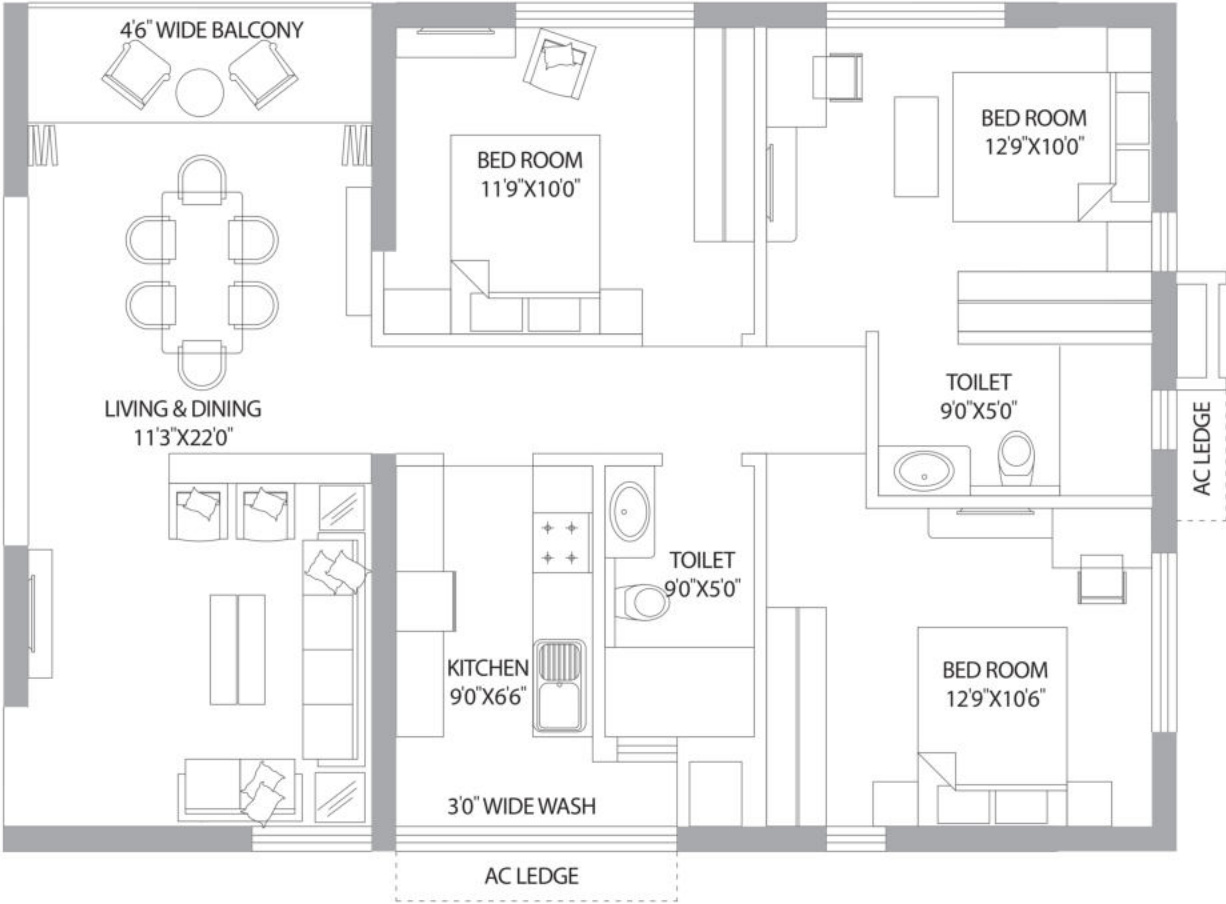 4'6" WIDE BALCONY
BED ROOM
11'9"X10'0"
BED ROOM
12'9"X10'0"
LIVING & DINING
11'3"X22'0"
TOILET
9'0"X5'0"
AC LEDGE
TOILET
9'0"X5'0"
KITCHEN
9'0"X6'6"
BED ROOM
12'9"X10'6"
3'0" WIDE WASH
AC LEDGE